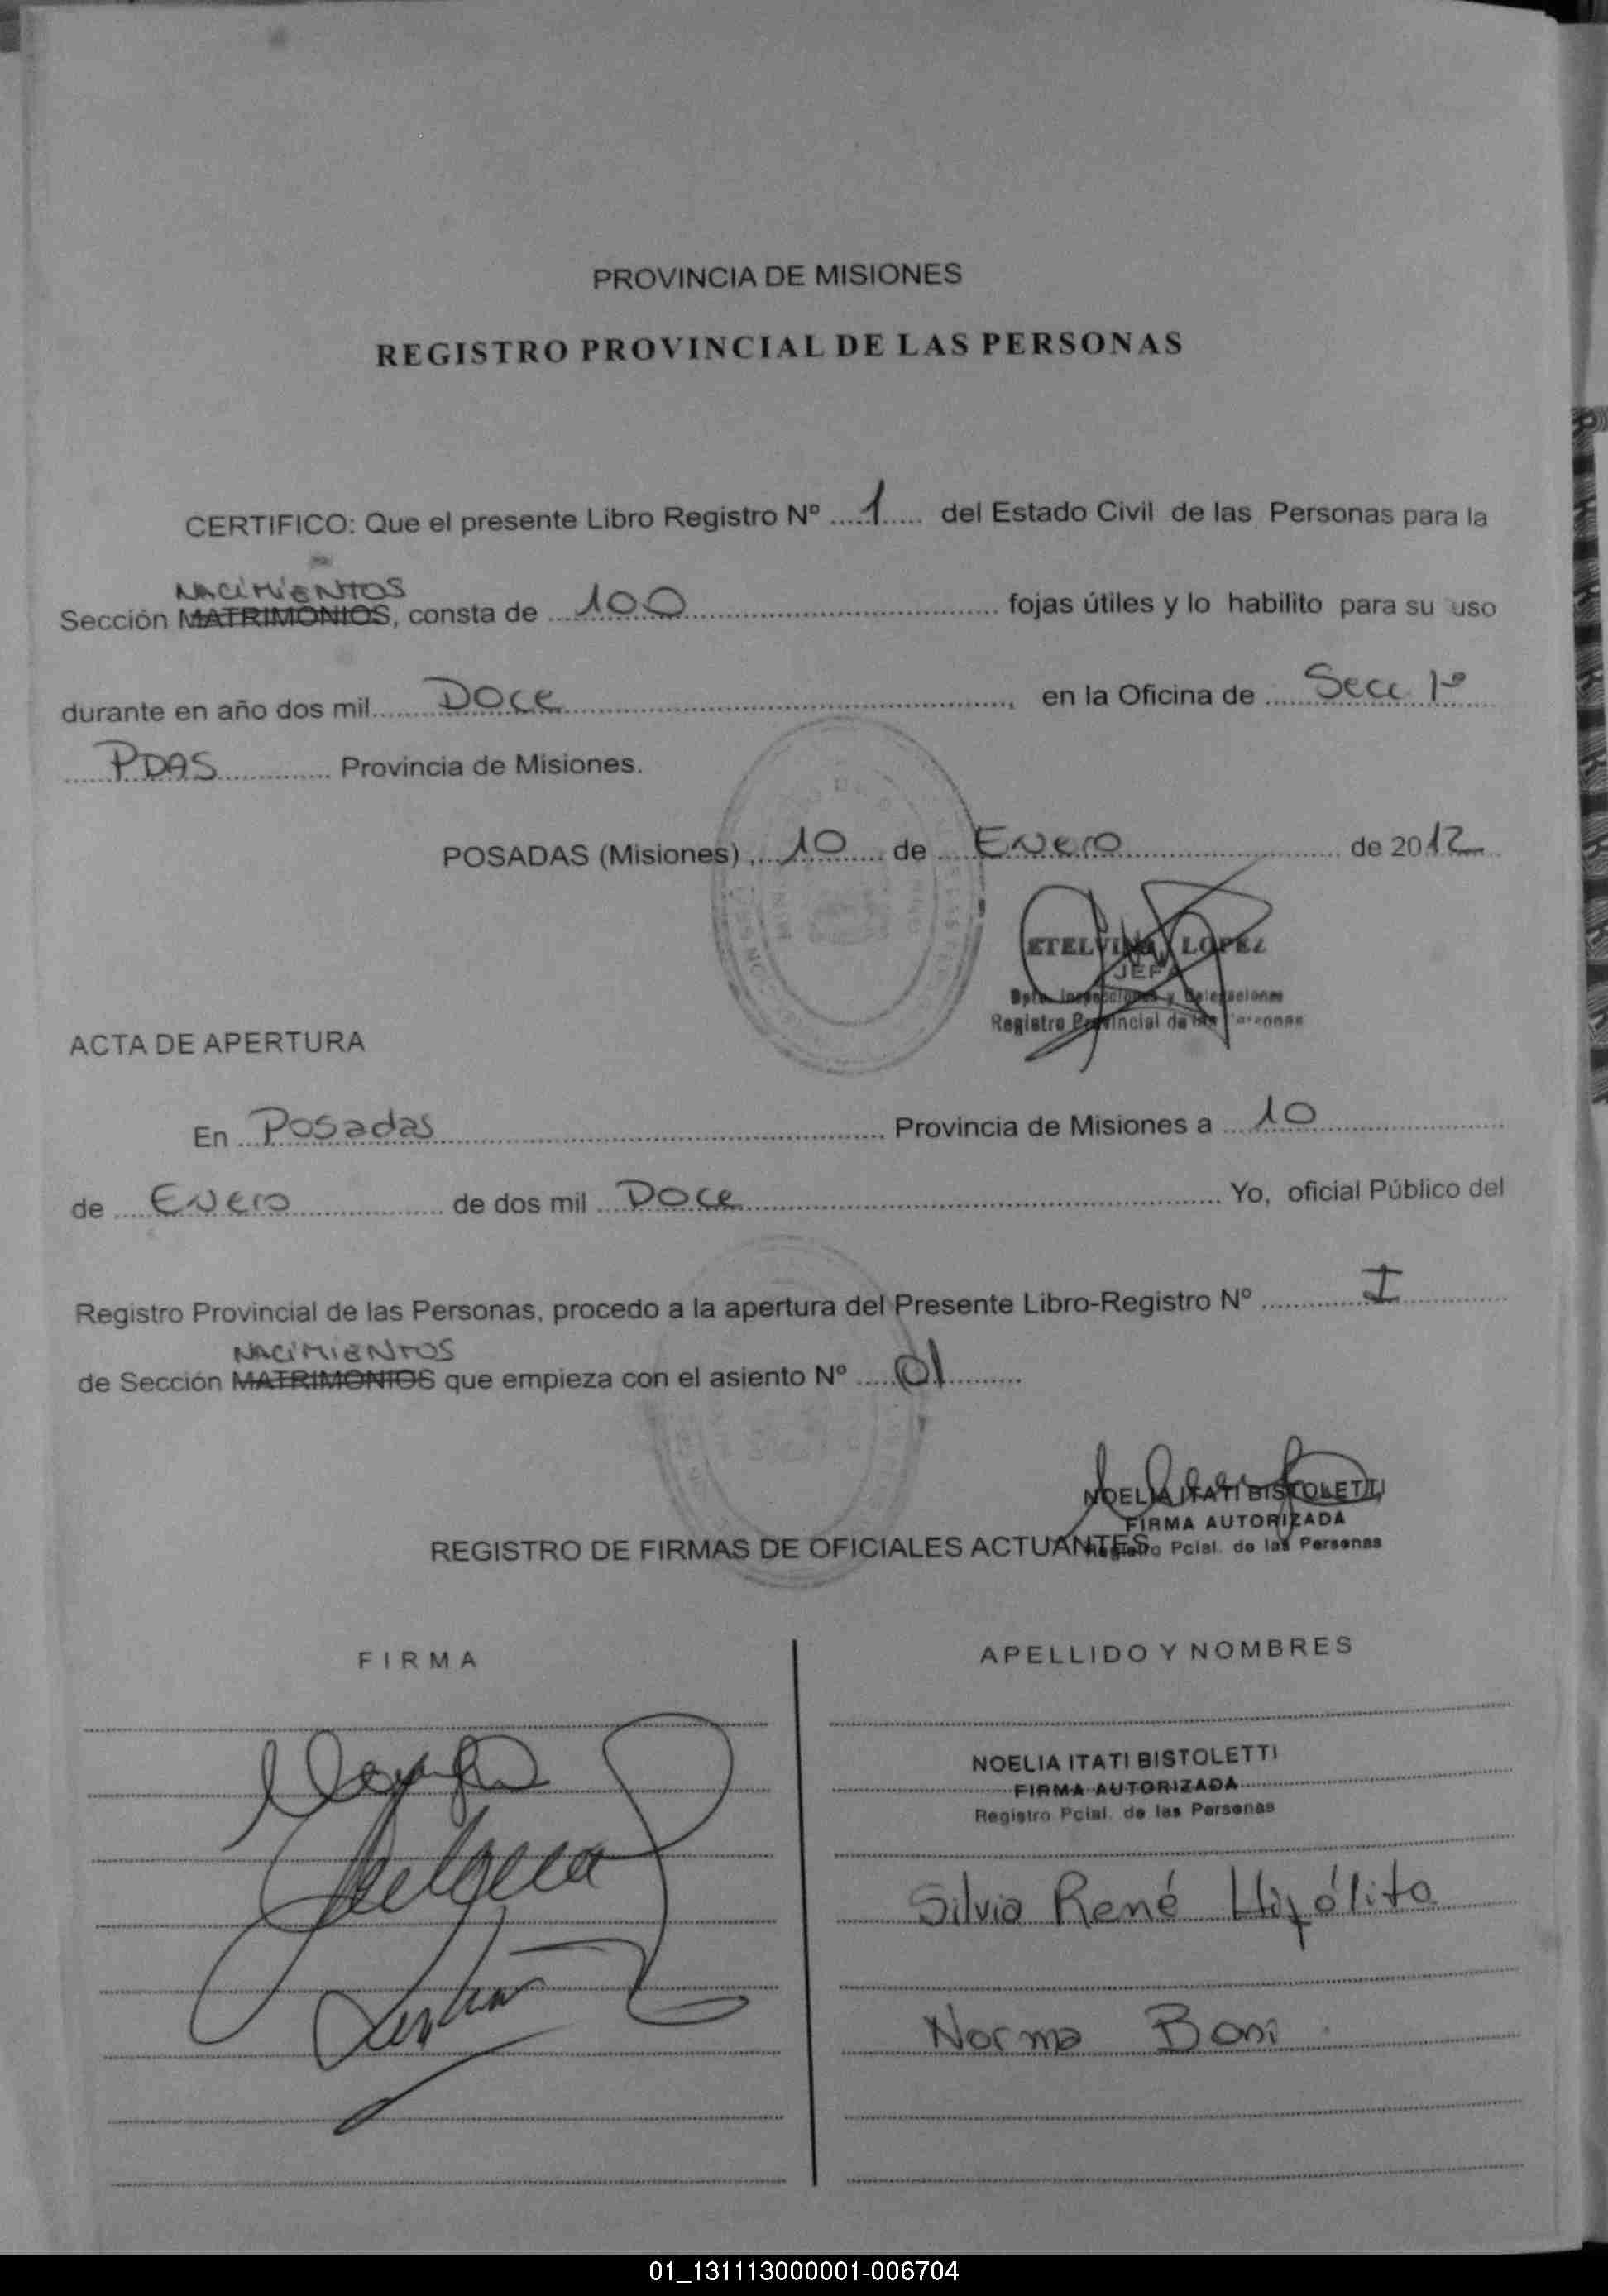 PROVINCIA DE MISIONES
REGISTRO PROVINCIAL DE LAS PERSONAS
CERTIFICO: Que el presente Libro Registro Nº 1 del Estado Civil de las Personas para la
NACIMIENTOS
Sección MATRIMONIOS, consta de 100 fojas útiles y lo habilito para su uso
durante en año dos mil Doce, en la Oficina de Secc 1º
PDAS Provincia de Misiones.
POSADAS (Misiones), 10 de Enero de 2012
ETELVINA LOPEZ
JEFA
Dpto. Inspecciones y Delegaciones
Registro Provincial de las Personas
ACTA DE APERTURA
En Posadas Provincia de Misiones a 10
de Enero de dos mil Doce Yo, oficial Público del
Registro Provincial de las Personas, procedo a la apertura del Presente Libro-Registro Nº I
NACIMIENTOS
de Sección MATRIMONIOS que empieza con el asiento Nº 01
NOELIA ITATI BISTOLETTI
FIRMA AUTORIZADA
Registro Pcial. de las Personas
REGISTRO DE FIRMAS DE OFICIALES ACTUANTES
FIRMA APELLIDO Y NOMBRES
NOELIA ITATI BISTOLETTI
FIRMA AUTORIZADA
Registro Pcial. de las Personas
Silvia René Hipólito
Norma Boni
01_131113000001-006704